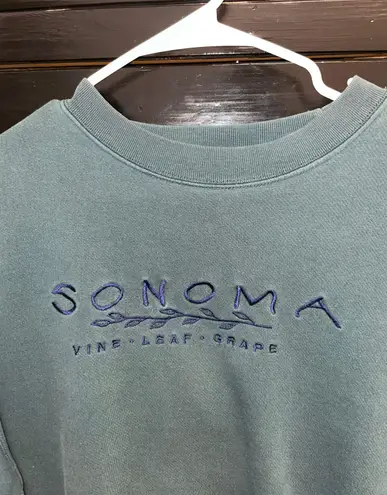 SONOMA
VINE · LEAF · GRAPE